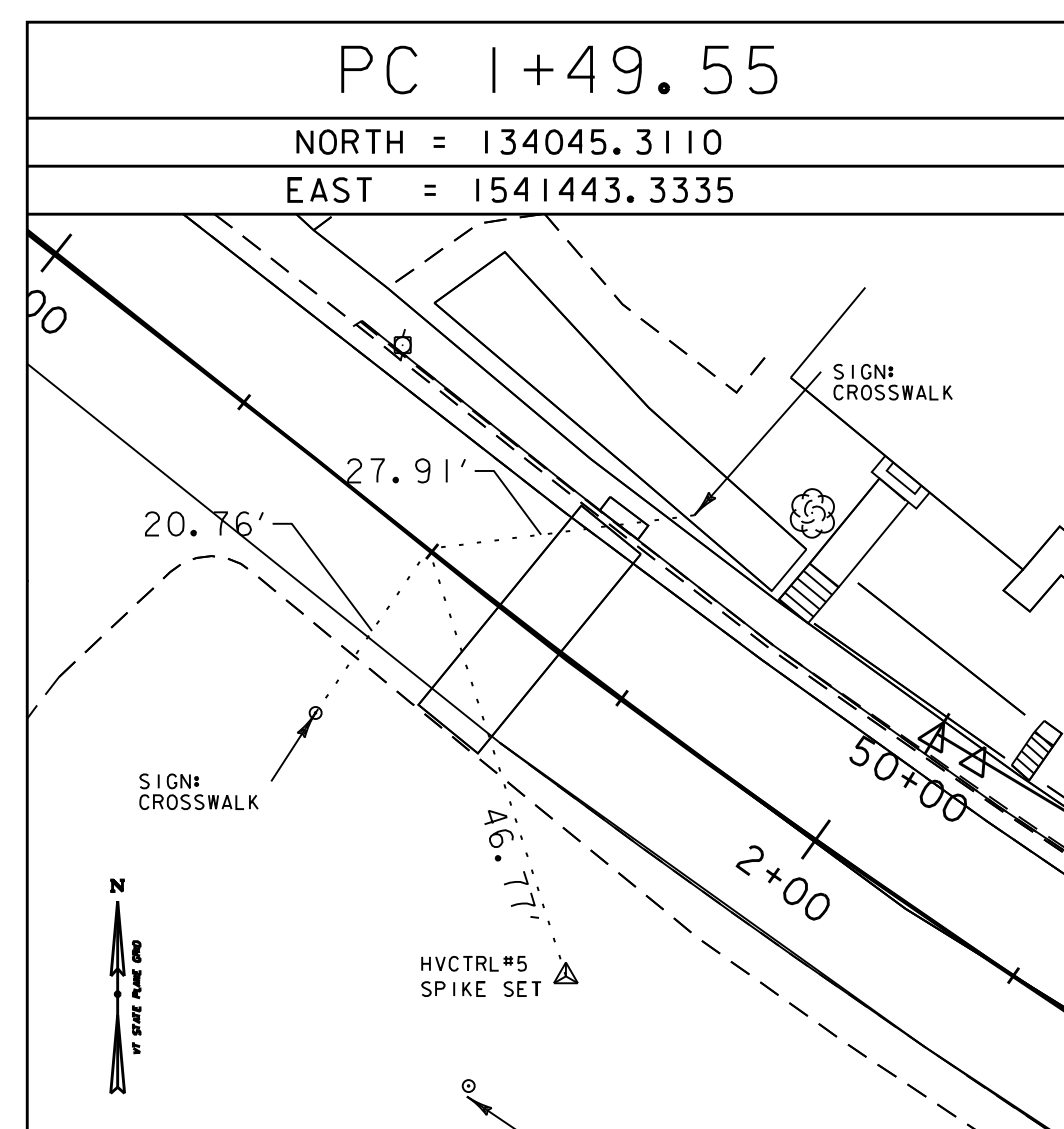 PC 1+49.55
NORTH = 134045.3110
EAST = 1541443.3335
00
SIGN:
CROSSWALK
27.91'
20.76'
SIGN:
CROSSWALK
50+00
46.77'
2+00
N
VT STATE PLANE GRID
HVCTRL#5
SPIKE SET